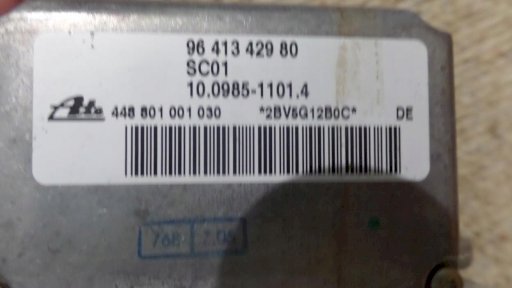 96 413 429 80
SC01
10.0985-1101.4
Ate 448 801 001 030 *2BV5G12B0C* DE